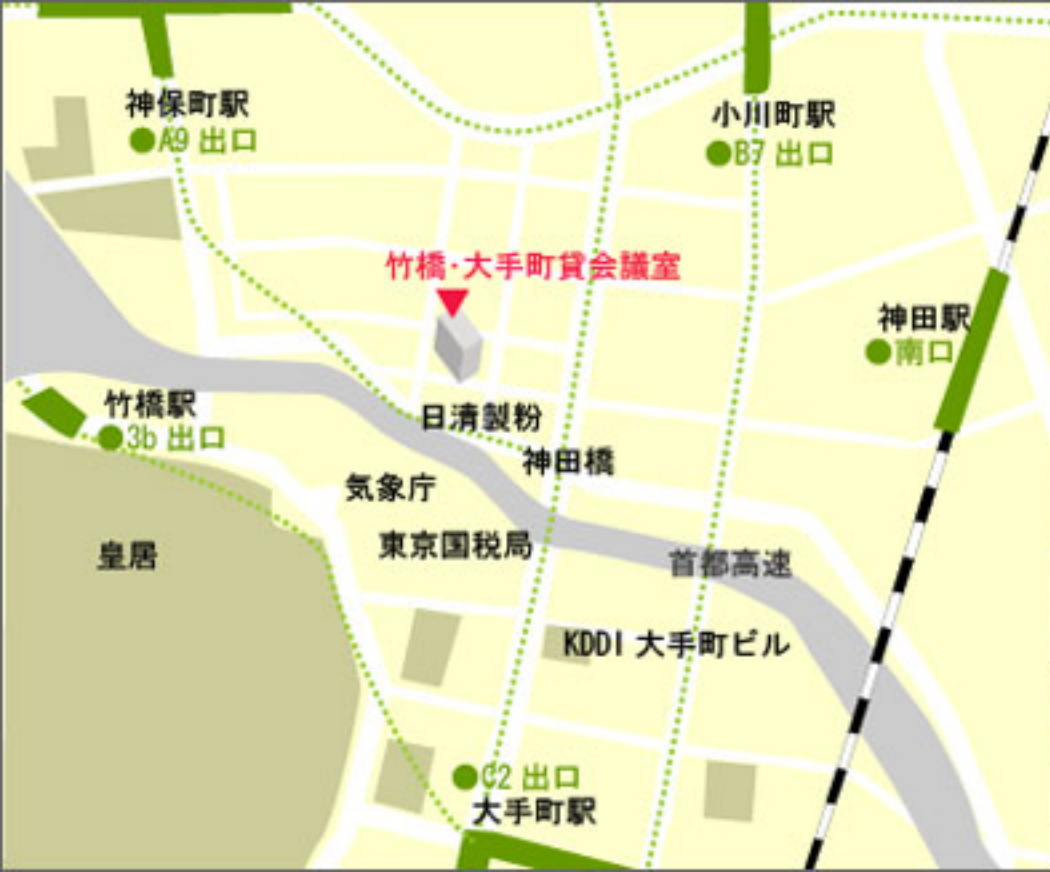 神保町駅
●A9 出口
小川町駅
●B7 出口
竹橋・大手町貸会議室
神田駅
●南口
竹橋駅
●3b 出口
日清製粉
神田橋
気象庁
東京国税局
皇居
首都高速
KDDI 大手町ビル
●C2 出口
大手町駅